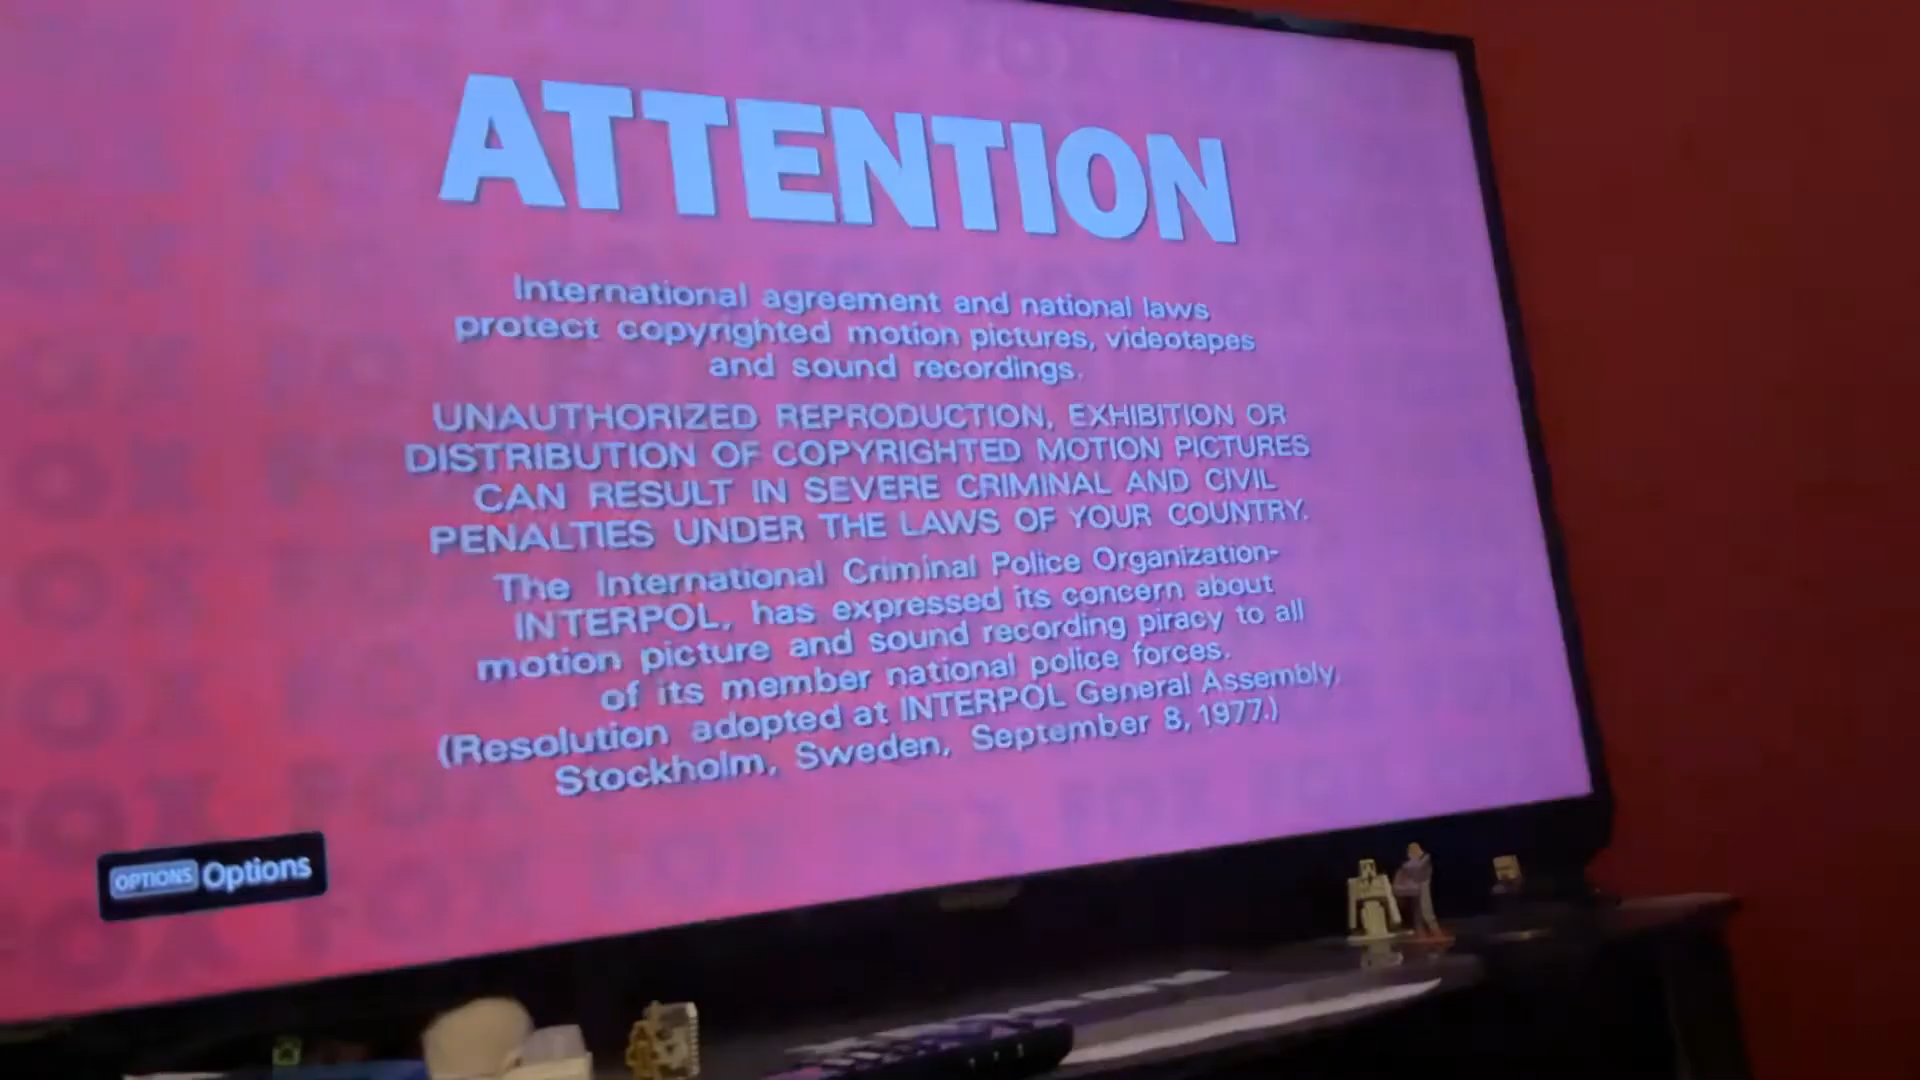 ATTENTION
International agreement and national laws
protect copyrighted motion pictures, videotapes
and sound recordings.
UNAUTHORIZED REPRODUCTION, EXHIBITION OR
DISTRIBUTION OF COPYRIGHTED MOTION PICTURES
CAN RESULT IN SEVERE CRIMINAL AND CIVIL
PENALTIES UNDER THE LAWS OF YOUR COUNTRY.
The International Criminal Police Organization-
INTERPOL, has expressed its concern about
motion picture and sound recording piracy to all
of its member national police forces.
(Resolution adopted at INTERPOL General Assembly,
Stockholm, Sweden, September 8, 1977.)
OPTIONS Options